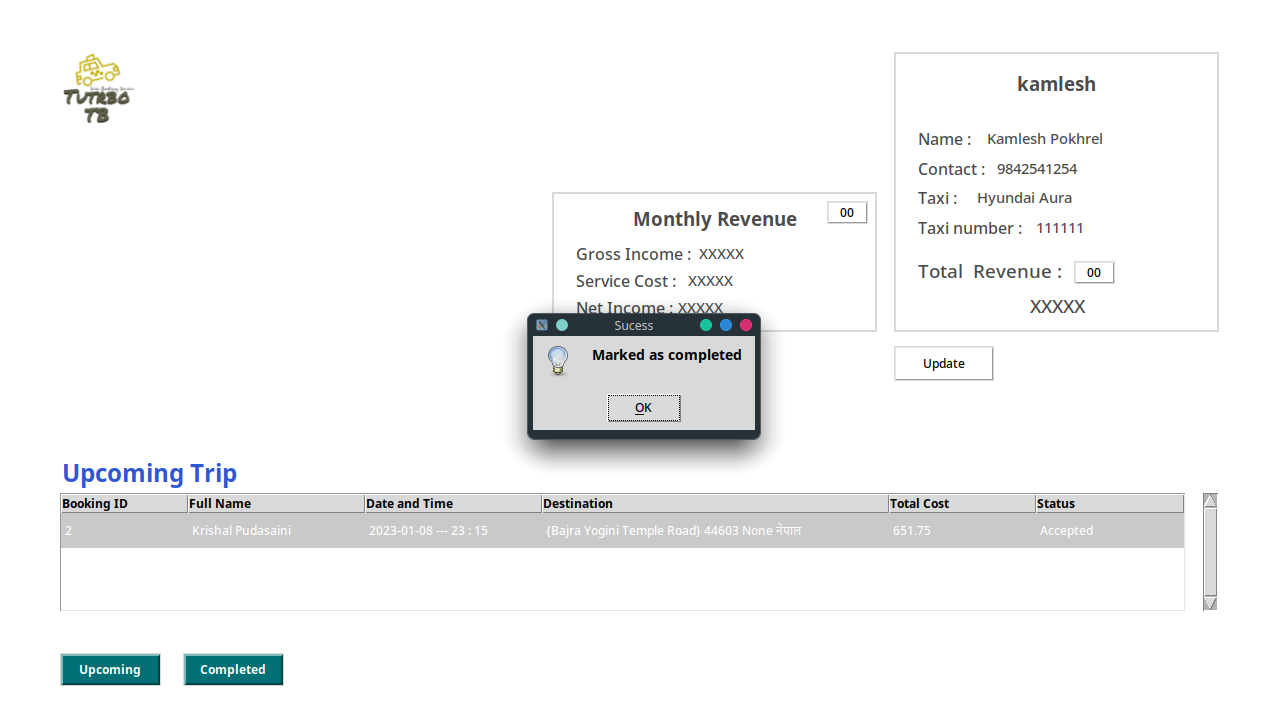 TUTRBO
TB
kamlesh
Name : Kamlesh Pokhrel
Contact : 9842541254
Taxi : Hyundai Aura
Taxi number : 111111
Total Revenue : 00
XXXXX
Monthly Revenue 00
Gross Income : XXXXX
Service Cost : XXXXX
Net Income : XXXXX
Update
Sucess
Marked as completed
OK
Upcoming Trip
Booking ID Full Name Date and Time Destination Total Cost Status
2 Krishal Pudasaini 2023-01-08 --- 23 : 15 {Bajra Yogini Temple Road} 44603 None नेपाल 651.75 Accepted
Upcoming Completed